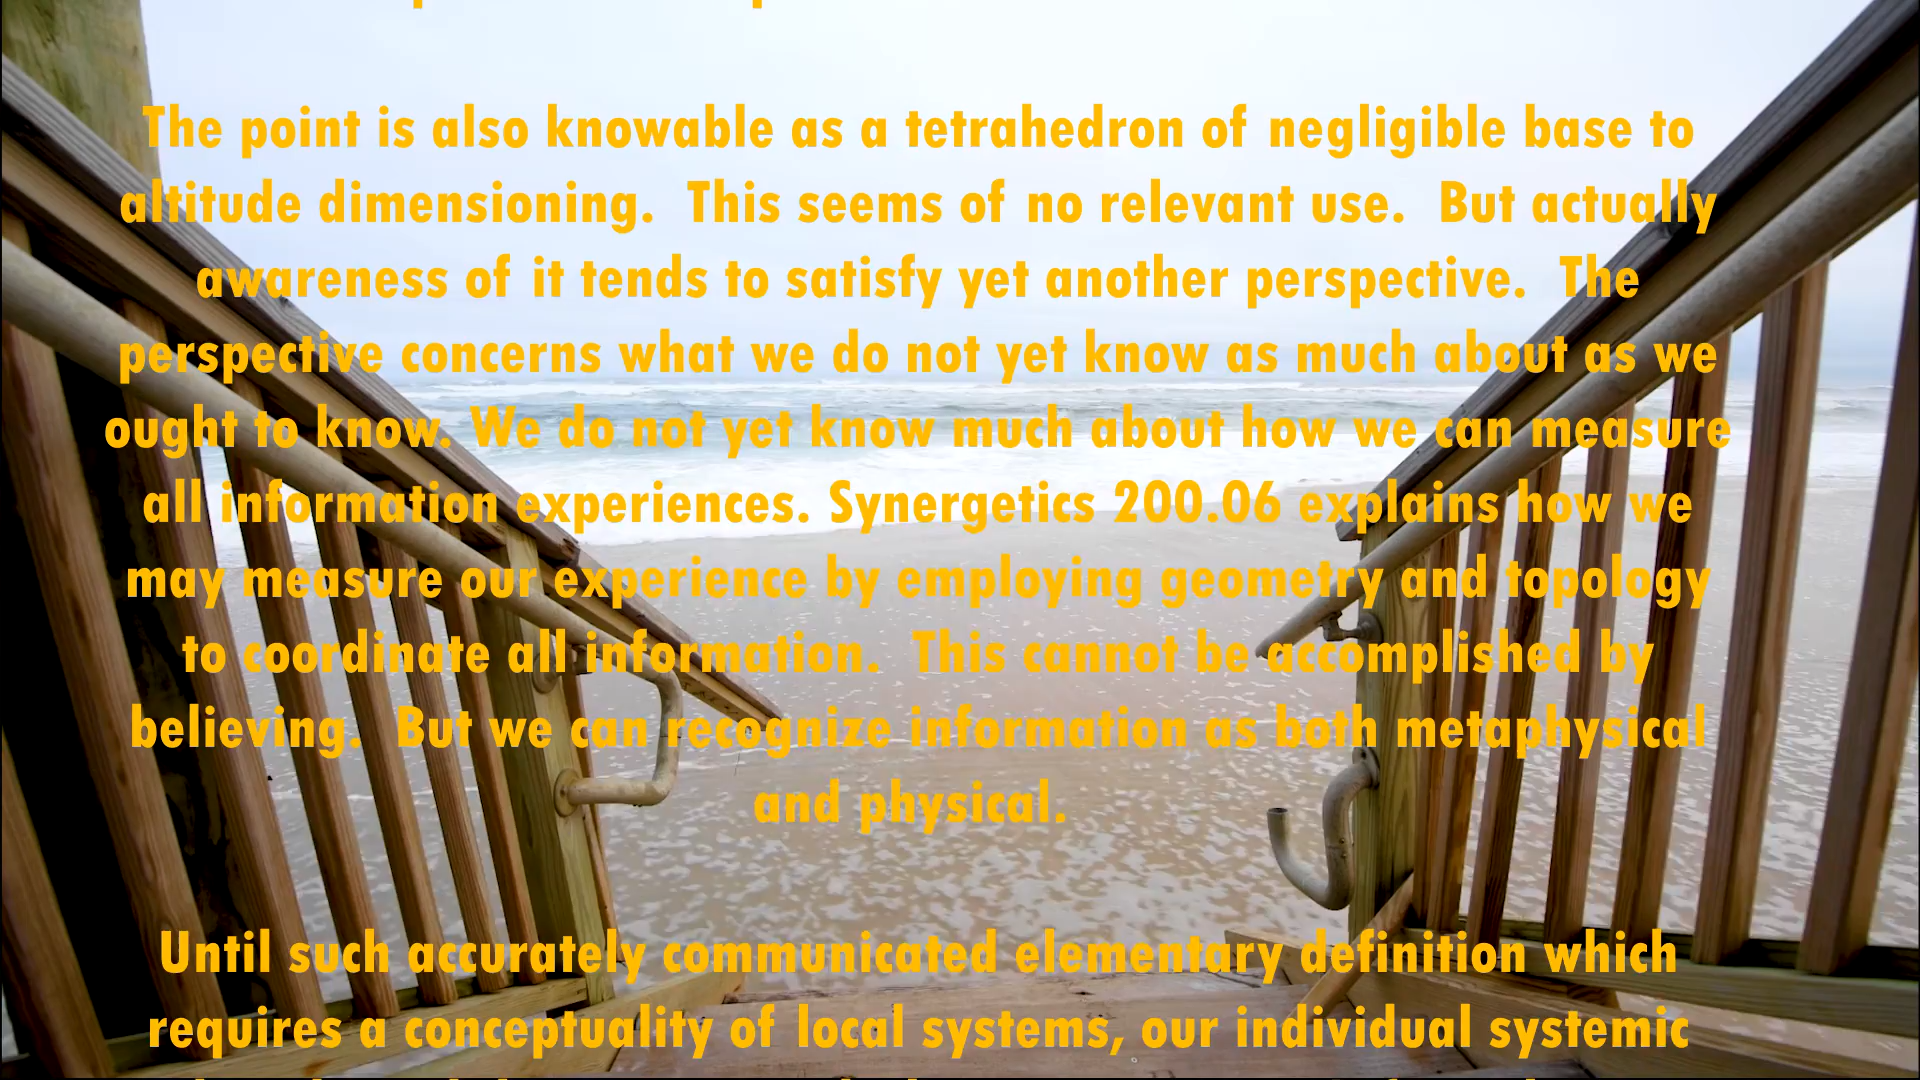 The point is also knowable as a tetrahedron of negligible base to
altitude dimensioning.  This seems of no relevant use.  But actually
awareness of it tends to satisfy yet another perspective.  The
perspective concerns what we do not yet know as much about as we
ought to know. We do not yet know much about how we can measure
all information experiences. Synergetics 200.06 explains how we
may measure our experience by employing geometry and topology
to coordinate all information.  This cannot be accomplished by
believing.  But we can recognize information as both metaphysical
and physical.
Until such accurately communicated elementary definition which
requires a conceptuality of local systems, our individual systemic